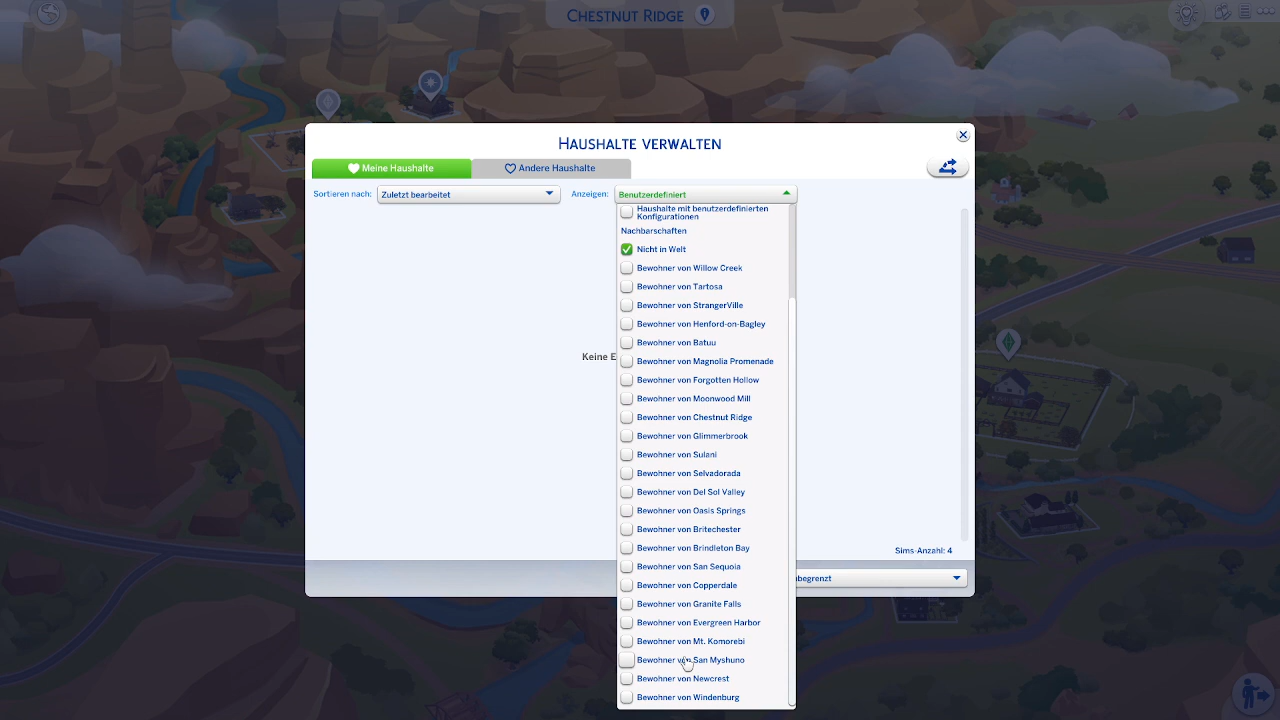 CHESTNUT RIDGE
HAUSHALTE VERWALTEN
Meine Haushalte
Andere Haushalte
Sortieren nach: Zuletzt bearbeitet
Anzeigen: Benutzerdefiniert
Haushalte mit benutzerdefinierten
Konfigurationen
Nachbarschaften
Nicht in Welt
Bewohner von Willow Creek
Bewohner von Tartosa
Bewohner von StrangerVille
Bewohner von Henford-on-Bagley
Bewohner von Batuu
Keine E
Bewohner von Magnolia Promenade
Bewohner von Forgotten Hollow
Bewohner von Moonwood Mill
Bewohner von Chestnut Ridge
Bewohner von Glimmerbrook
Bewohner von Sulani
Bewohner von Selvadorada
Bewohner von Del Sol Valley
Bewohner von Oasis Springs
Bewohner von Britechester
Bewohner von Brindleton Bay
Sims-Anzahl: 4
Bewohner von San Sequoia
begrenzt
Bewohner von Copperdale
Bewohner von Granite Falls
Bewohner von Evergreen Harbor
Bewohner von Mt. Komorebi
Bewohner von San Myshuno
Bewohner von Newcrest
Bewohner von Windenburg